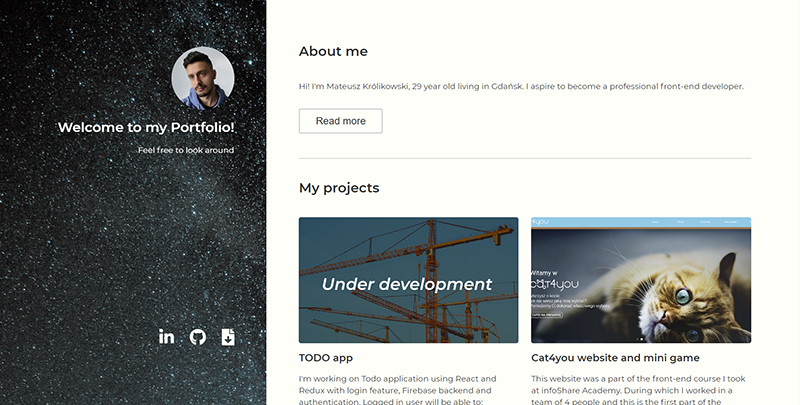 Welcome to my Portfolio!
Feel free to look around
About me
Hi! I'm Mateusz Królikowski, 29 year old living in Gdańsk. I aspire to become a professional front-end developer.
Read more
My projects
Under development
TODO app
I'm working on Todo application using React and
Redux with login feature, Firebase backend and
authentication. Logged in user will be able to:
4you
Witamy w
CAT4YOU
Cat4you website and mini game
This website was a part of the front-end course I took
at infoShare Academy. During which I worked in a
team of 4 people and this is the first part of the